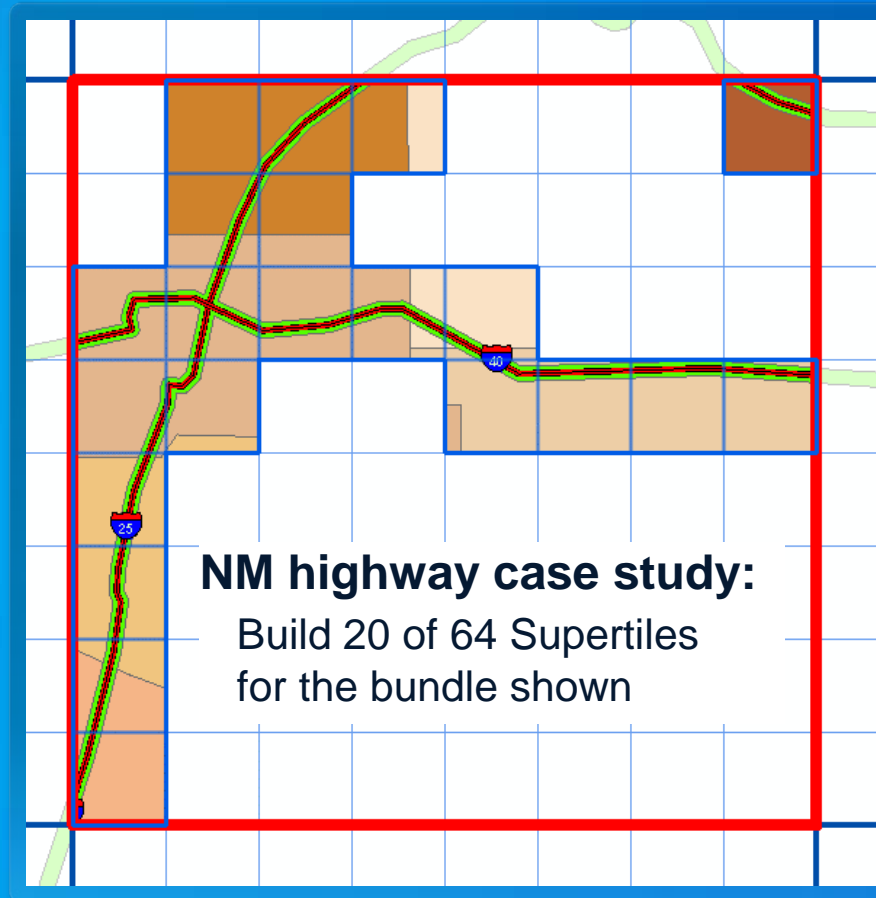 40
25
NM highway case study:
Build 20 of 64 Supertiles
for the bundle shown